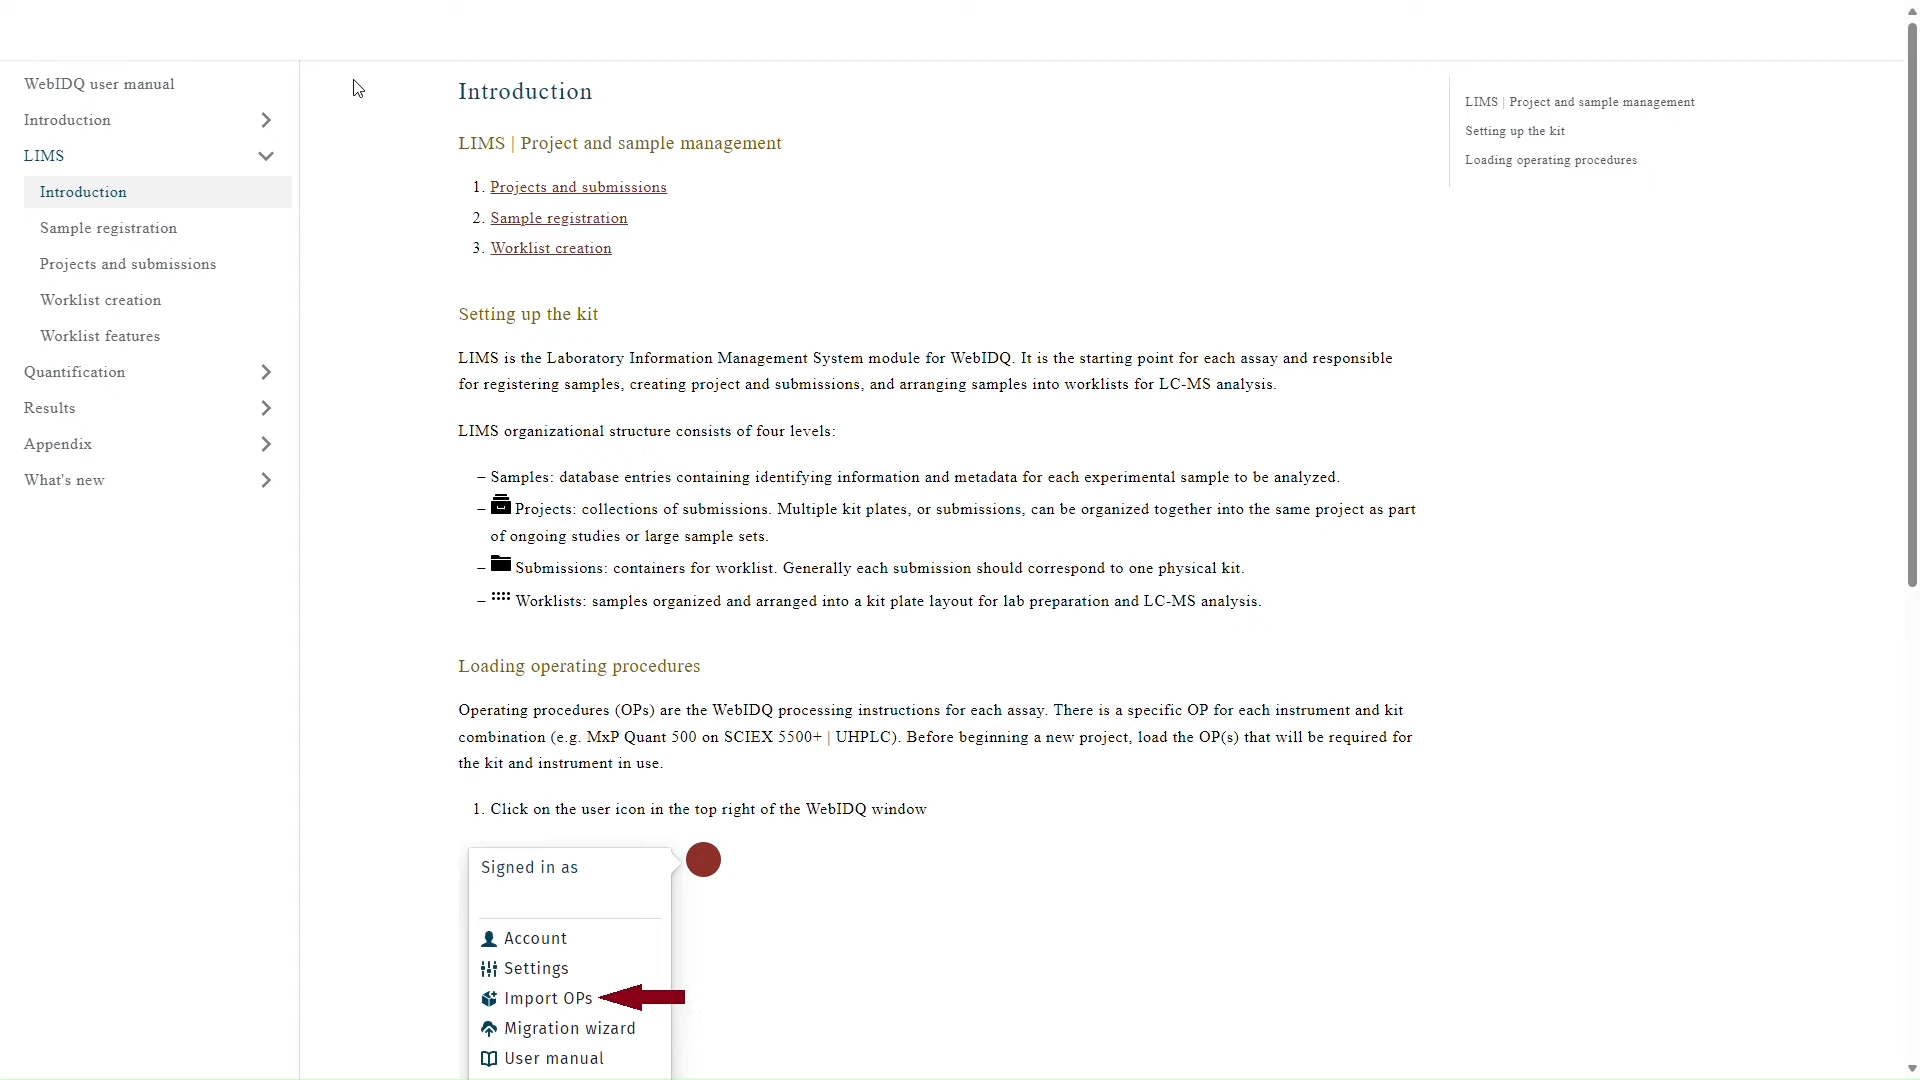 WebIDQ user manual
Introduction
LIMS
Introduction
Sample registration
Projects and submissions
Worklist creation
Worklist features
Quantification
Results
Appendix
What's new
Introduction
LIMS | Project and sample management
1. Projects and submissions
2. Sample registration
3. Worklist creation
Setting up the kit
LIMS is the Laboratory Information Management System module for WebIDQ. It is the starting point for each assay and responsible
for registering samples, creating project and submissions, and arranging samples into worklists for LC-MS analysis.
LIMS organizational structure consists of four levels:
– Samples: database entries containing identifying information and metadata for each experimental sample to be analyzed.
– Projects: collections of submissions. Multiple kit plates, or submissions, can be organized together into the same project as part
of ongoing studies or large sample sets.
– Submissions: containers for worklist. Generally each submission should correspond to one physical kit.
– Worklists: samples organized and arranged into a kit plate layout for lab preparation and LC-MS analysis.
Loading operating procedures
Operating procedures (OPs) are the WebIDQ processing instructions for each assay. There is a specific OP for each instrument and kit
combination (e.g. MxP Quant 500 on SCIEX 5500+ | UHPLC). Before beginning a new project, load the OP(s) that will be required for
the kit and instrument in use.
1. Click on the user icon in the top right of the WebIDQ window
Signed in as
Account
Settings
Import OPs
Migration wizard
User manual
LIMS | Project and sample management
Setting up the kit
Loading operating procedures